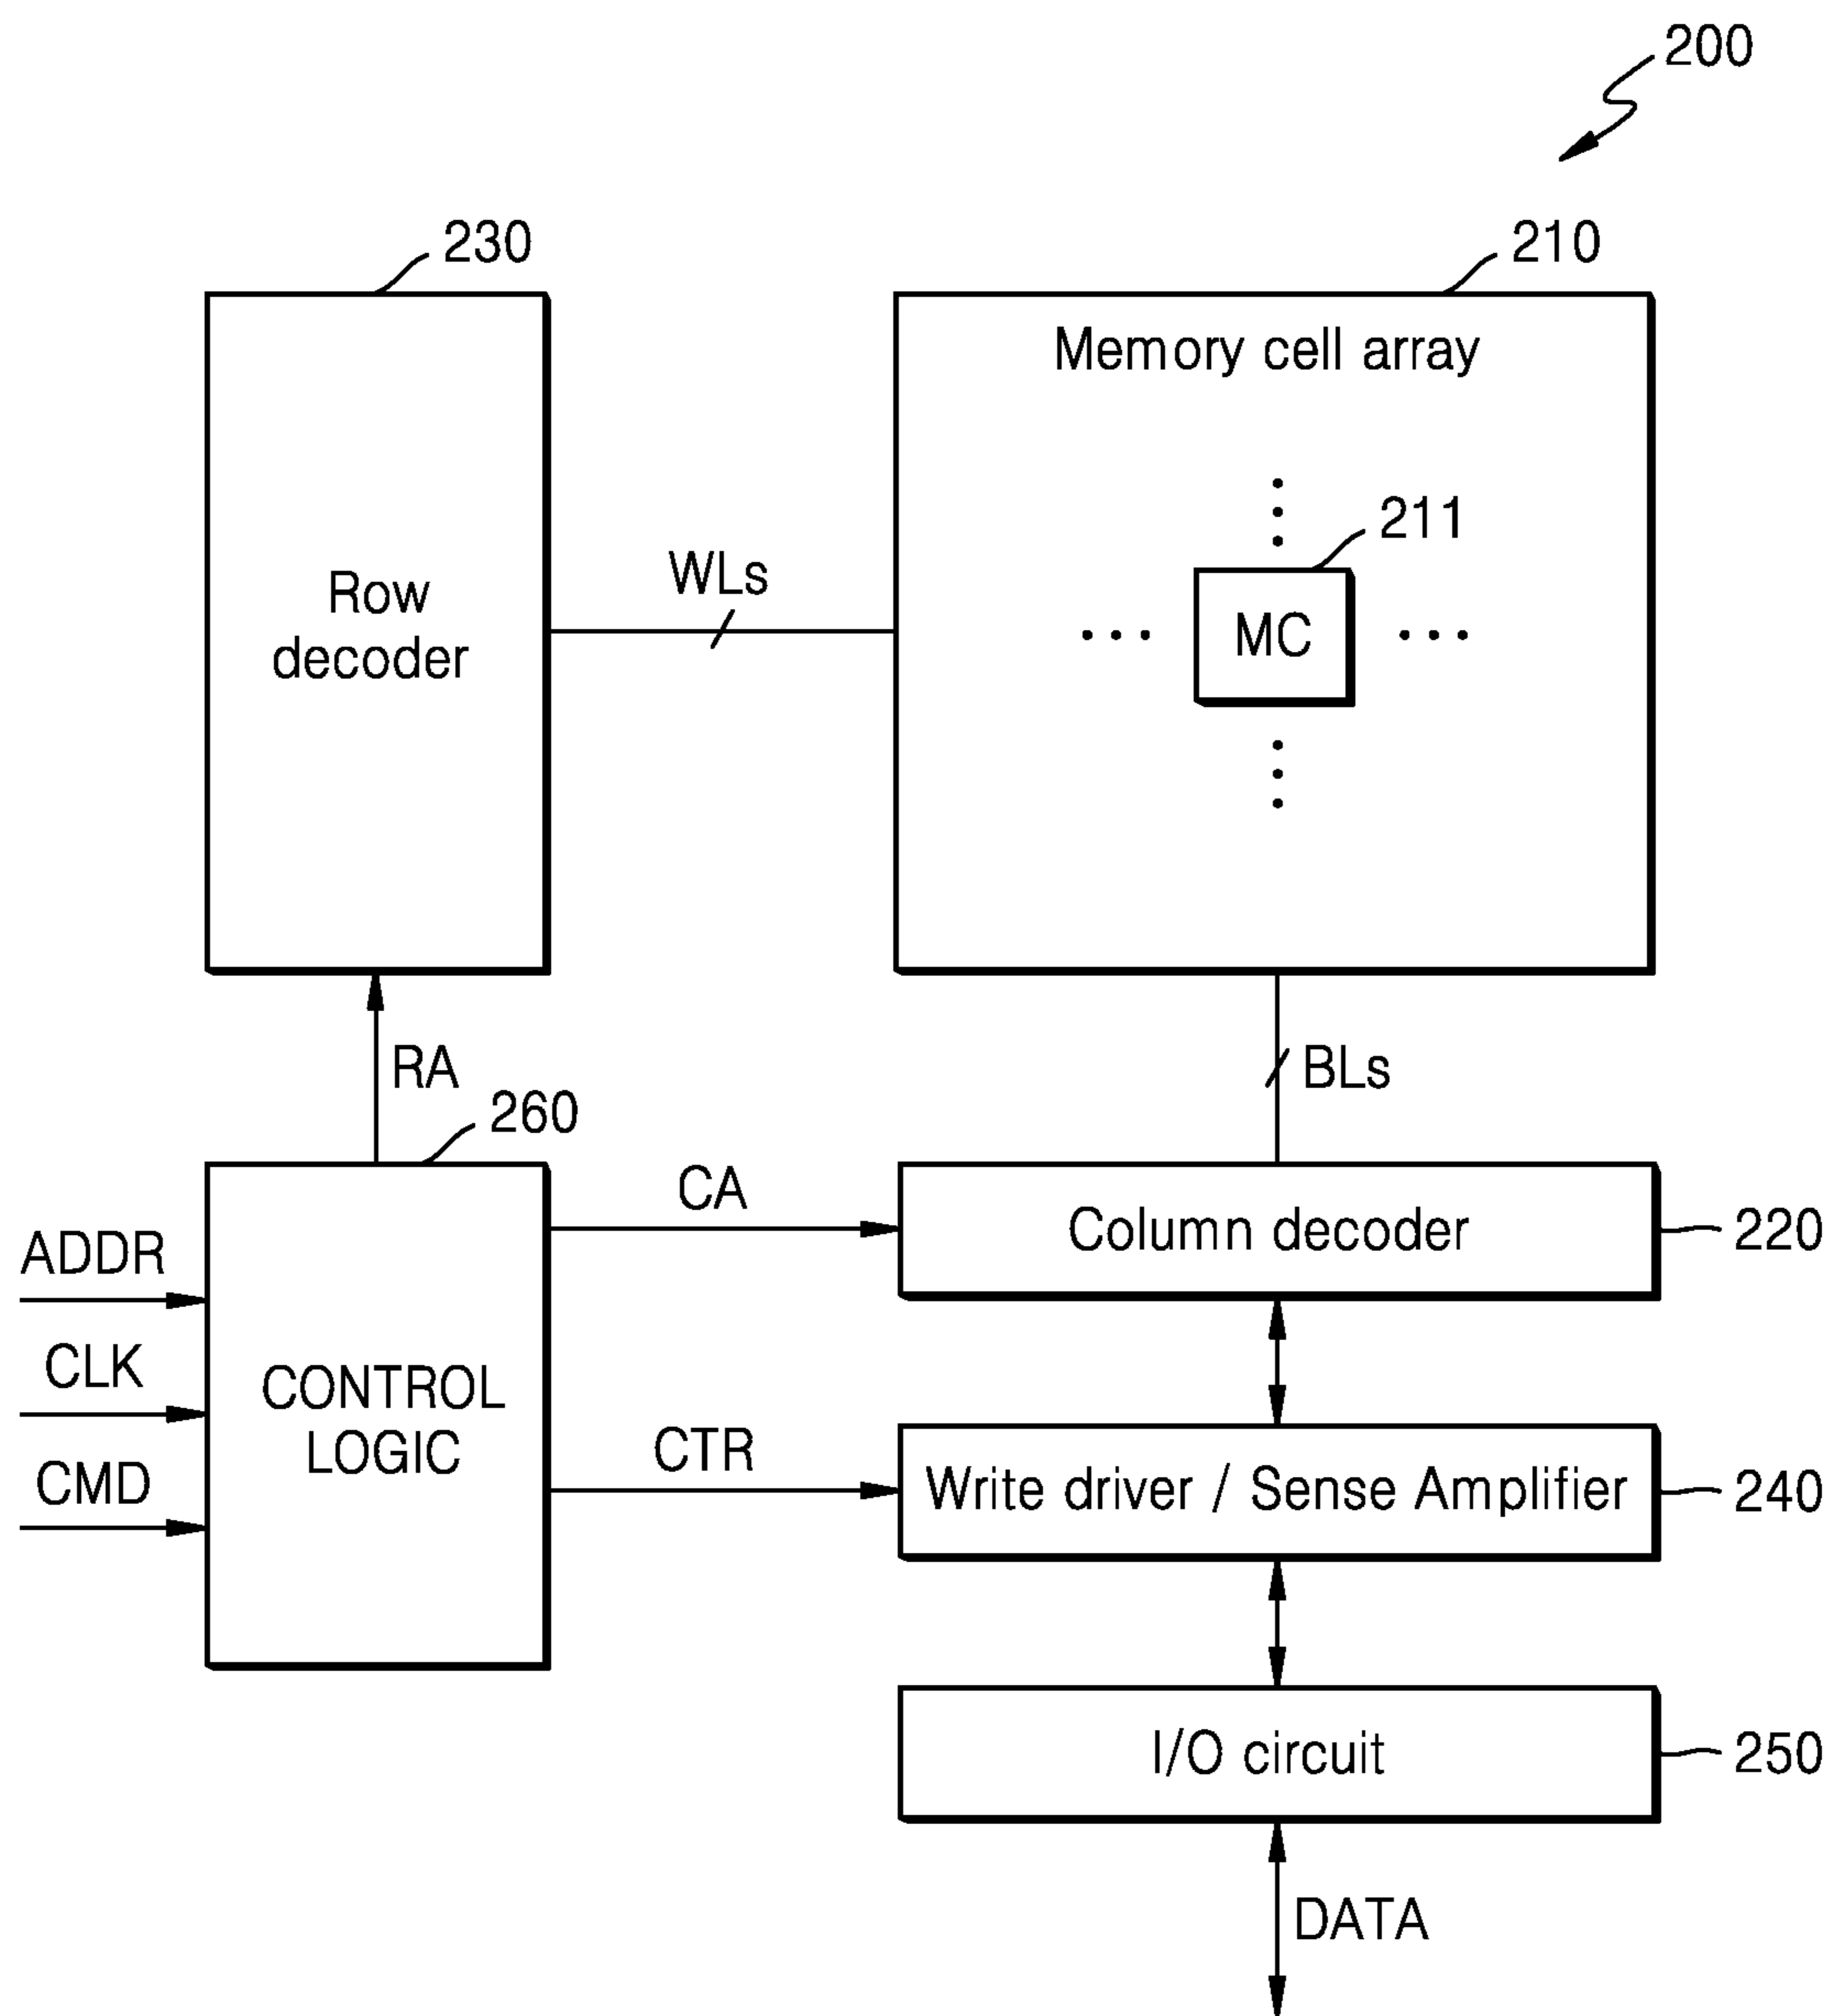 200
230
210
Memory cell array
211
WLs
MC
Row
decoder
RA
BLs
260
CA
Column decoder
220
ADDR
CLK
CONTROL
LOGIC
CMD
CTR
Write driver / Sense Amplifier
240
I/O circuit
250
DATA